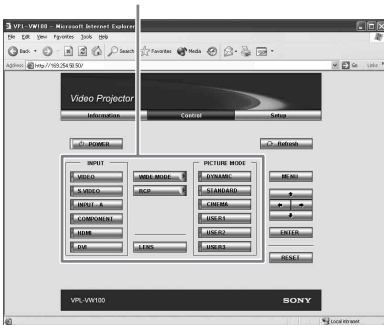 VPL-VW100 - Microsoft Internet Explorer
File Edit View Favorites Tools Help
Back Search Favorites Media
Address http://169.254.50.50/ Go Links
Video Projector
Information Control Setup
POWER Refresh
INPUT PICTURE MODE
VIDEO WIDE MODE DYNAMIC MENU
S VIDEO RCP STANDARD
INPUT - A CINEMA
COMPONENT USER1
HDMI USER2 ENTER
DVI LENS USER3 RESET
VPL-VW100 SONY
Local intranet